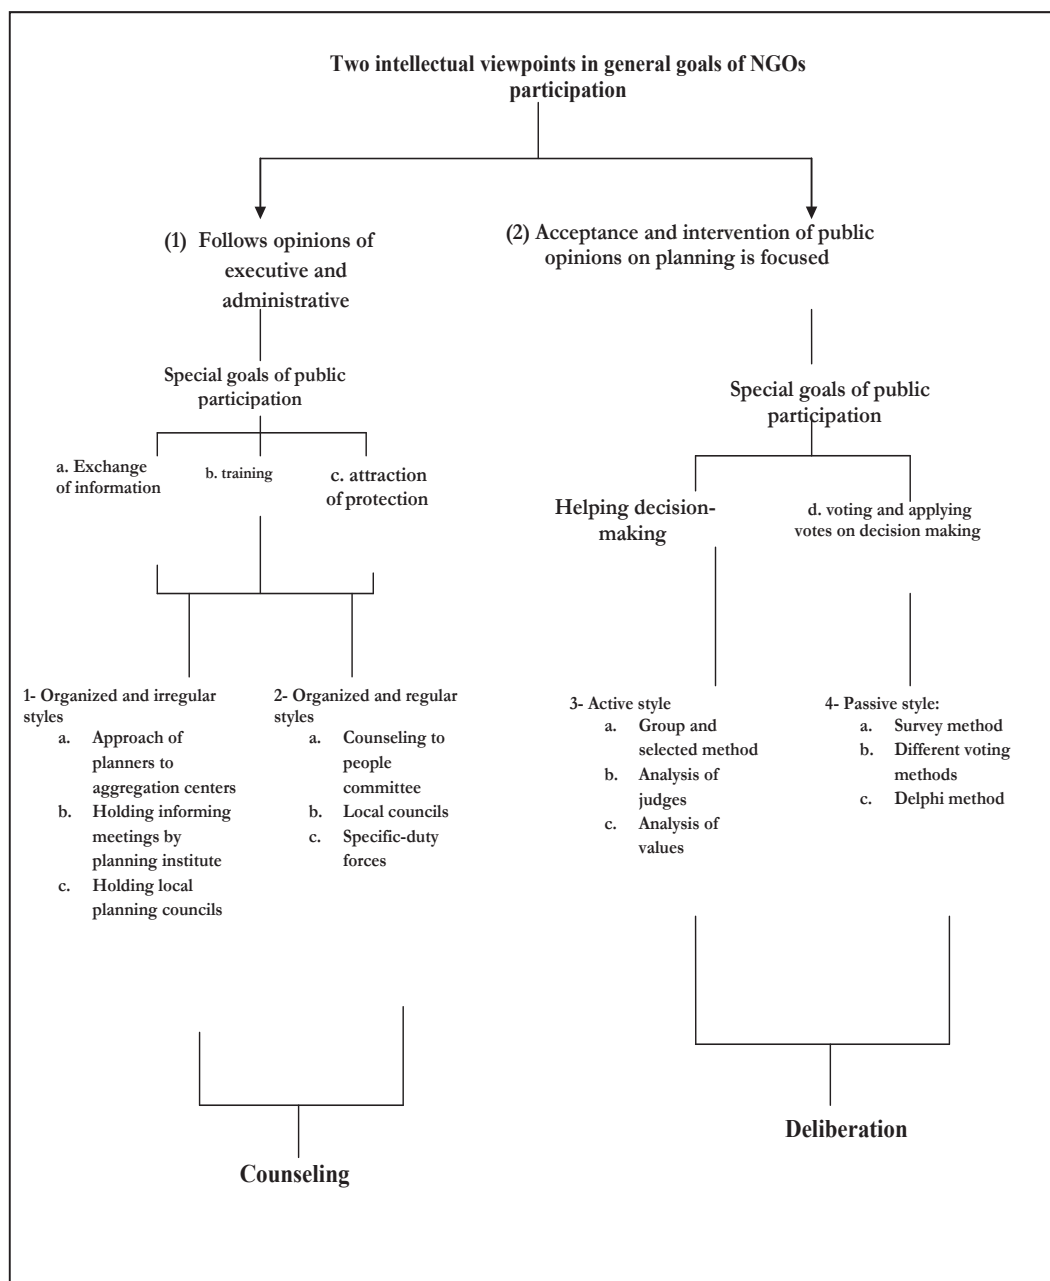 Two intellectual viewpoints in general goals of NGOs
participation
(1) Follows opinions of
executive and
administrative
(2) Acceptance and intervention of public
opinions on planning is focused
Special goals of public
participation
Special goals of public
participation
a. Exchange
of information
b. training
c. attraction
of protection
Helping decision-
making
d. voting and applying
votes on decision making
1- Organized and irregular
styles
a. Approach of
planners to
aggregation centers
b. Holding informing
meetings by
planning institute
c. Holding local
planning councils
2- Organized and regular
styles
a. Counseling to
people
committee
b. Local councils
c. Specific-duty
forces
3- Active style
a. Group and
selected method
b. Analysis of
judges
c. Analysis of
values
4- Passive style:
a. Survey method
b. Different voting
methods
c. Delphi method
Counseling
Deliberation